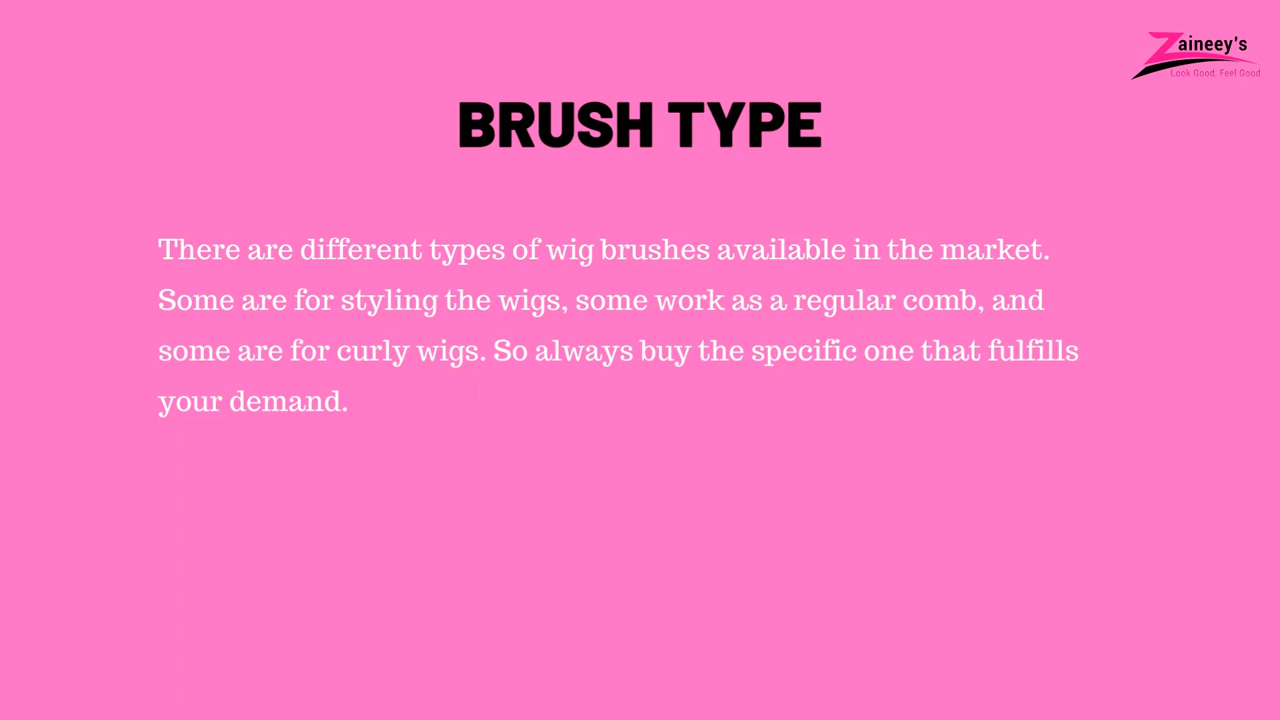 Zaineey's
Look Good, Feel Good
BRUSH TYPE
There are different types of wig brushes available in the market.
Some are for styling the wigs, some work as a regular comb, and
some are for curly wigs. So always buy the specific one that fulfills
your demand.